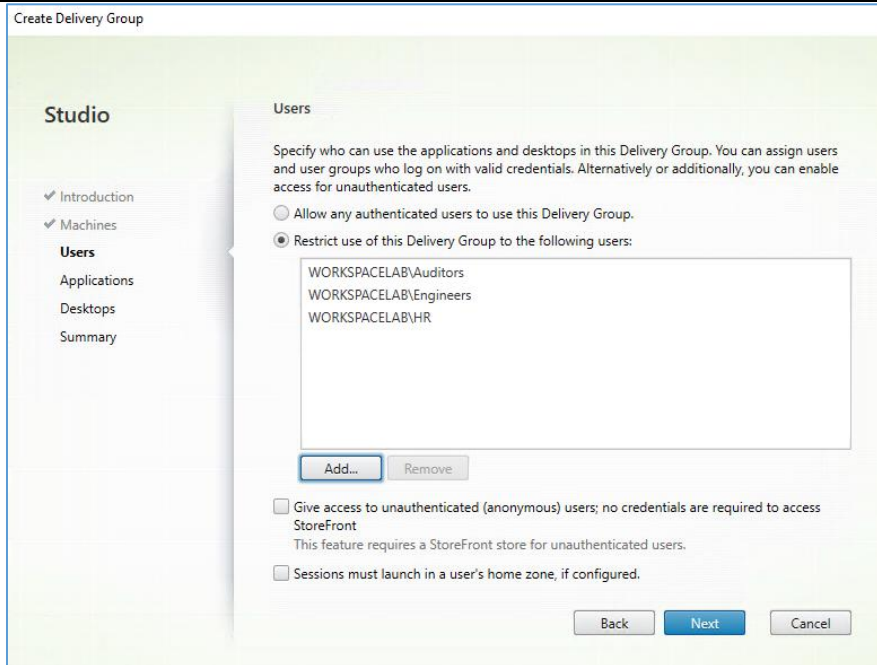 Create Delivery Group
Studio
Introduction
Machines
Users
Applications
Desktops
Summary
Users
Specify who can use the applications and desktops in this Delivery Group. You can assign users
and user groups who log on with valid credentials. Alternatively or additionally, you can enable
access for unauthenticated users.
Allow any authenticated users to use this Delivery Group.
Restrict use of this Delivery Group to the following users:
WORKSPACELAB\Auditors
WORKSPACELAB\Engineers
WORKSPACELAB\HR
Add... Remove
Give access to unauthenticated (anonymous) users; no credentials are required to access
StoreFront
This feature requires a StoreFront store for unauthenticated users.
Sessions must launch in a user's home zone, if configured.
Back Next Cancel